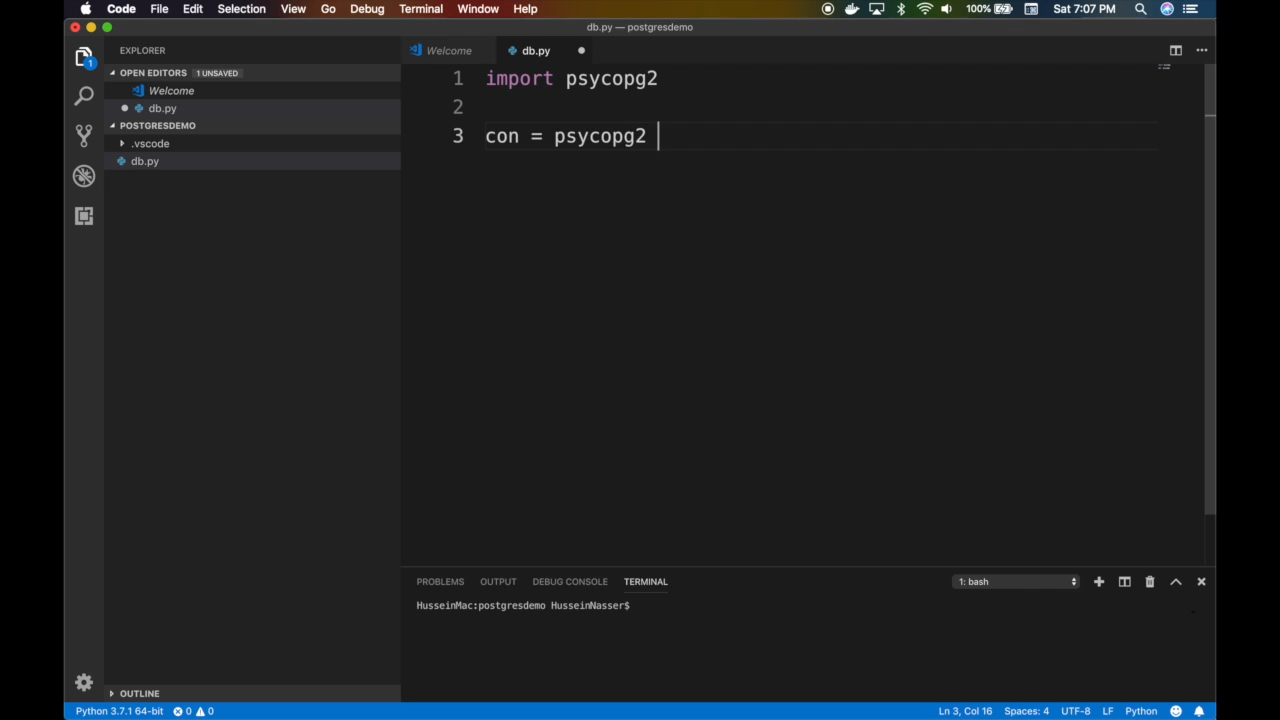 Code File Edit Selection View Go Debug Terminal Window Help 100% Sat 7:07 PM
db.py — postgresdemo
EXPLORER
Welcome db.py
OPEN EDITORS 1 UNSAVED
Welcome
db.py
POSTGRESDEMO
.vscode
db.py
1 import psycopg2
2
3 con = psycopg2
PROBLEMS OUTPUT DEBUG CONSOLE TERMINAL 1: bash
HusseinMac:postgresdemo HusseinNasser$
OUTLINE
Python 3.7.1 64-bit 0 0 Ln 3, Col 16 Spaces: 4 UTF-8 LF Python
1